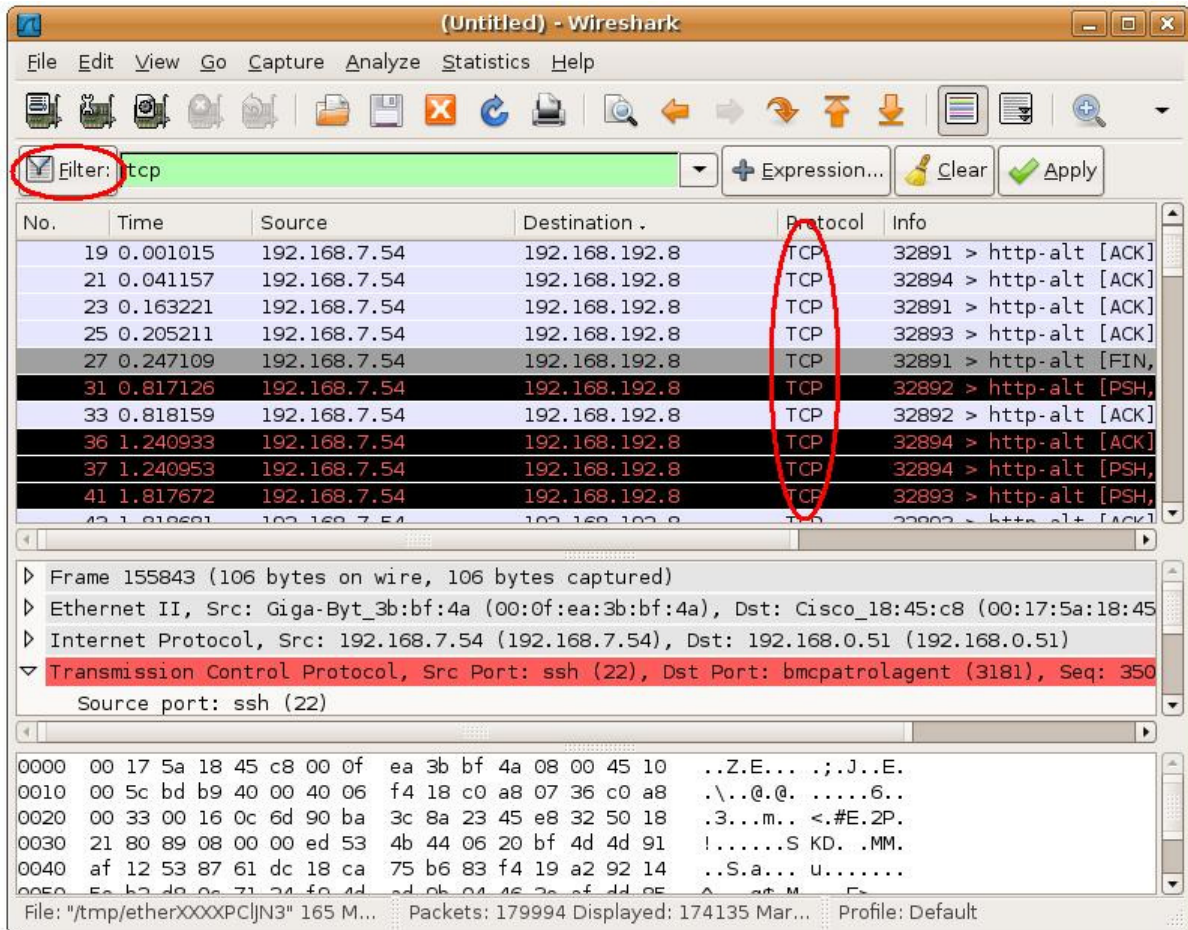 (Untitled) - Wireshark
File Edit View Go Capture Analyze Statistics Help
Filter: tcp Expression... Clear Apply
No. Time Source Destination . Protocol Info
19 0.001015 192.168.7.54 192.168.192.8 TCP 32891 > http-alt [ACK]
21 0.041157 192.168.7.54 192.168.192.8 TCP 32894 > http-alt [ACK]
23 0.163221 192.168.7.54 192.168.192.8 TCP 32891 > http-alt [ACK]
25 0.205211 192.168.7.54 192.168.192.8 TCP 32893 > http-alt [ACK]
27 0.247109 192.168.7.54 192.168.192.8 TCP 32891 > http-alt [FIN,
31 0.817126 192.168.7.54 192.168.192.8 TCP 32892 > http-alt [PSH,
33 0.818159 192.168.7.54 192.168.192.8 TCP 32892 > http-alt [ACK]
36 1.240933 192.168.7.54 192.168.192.8 TCP 32894 > http-alt [ACK]
37 1.240953 192.168.7.54 192.168.192.8 TCP 32894 > http-alt [PSH,
41 1.817672 192.168.7.54 192.168.192.8 TCP 32893 > http-alt [PSH,
192.168.7.54 192.168.192.8 TCP http-alt [ACK]
Frame 155843 (106 bytes on wire, 106 bytes captured)
Ethernet II, Src: Giga-Byt_3b:bf:4a (00:0f:ea:3b:bf:4a), Dst: Cisco_18:45:c8 (00:17:5a:18:45
Internet Protocol, Src: 192.168.7.54 (192.168.7.54), Dst: 192.168.0.51 (192.168.0.51)
Transmission Control Protocol, Src Port: ssh (22), Dst Port: bmcpatrolagent (3181), Seq: 350
Source port: ssh (22)
0000 00 17 5a 18 45 c8 00 0f ea 3b bf 4a 08 00 45 10 ..Z.E... .;.J..E.
0010 00 5c bd b9 40 00 40 06 f4 18 c0 a8 07 36 c0 a8 .\..@.@. .....6..
0020 00 33 00 16 0c 6d 90 ba 3c 8a 23 45 e8 32 50 18 .3...m.. <.#E.2P.
0030 21 80 89 08 00 00 ed 53 4b 44 06 20 bf 4d 4d 91 !......S KD. .MM.
0040 af 12 53 87 61 dc 18 ca 75 b6 83 f4 19 a2 92 14 ..S.a... u.......
File: "/tmp/etherXXXXPCljJN3" 165 M... Packets: 179994 Displayed: 174135 Mar... Profile: Default